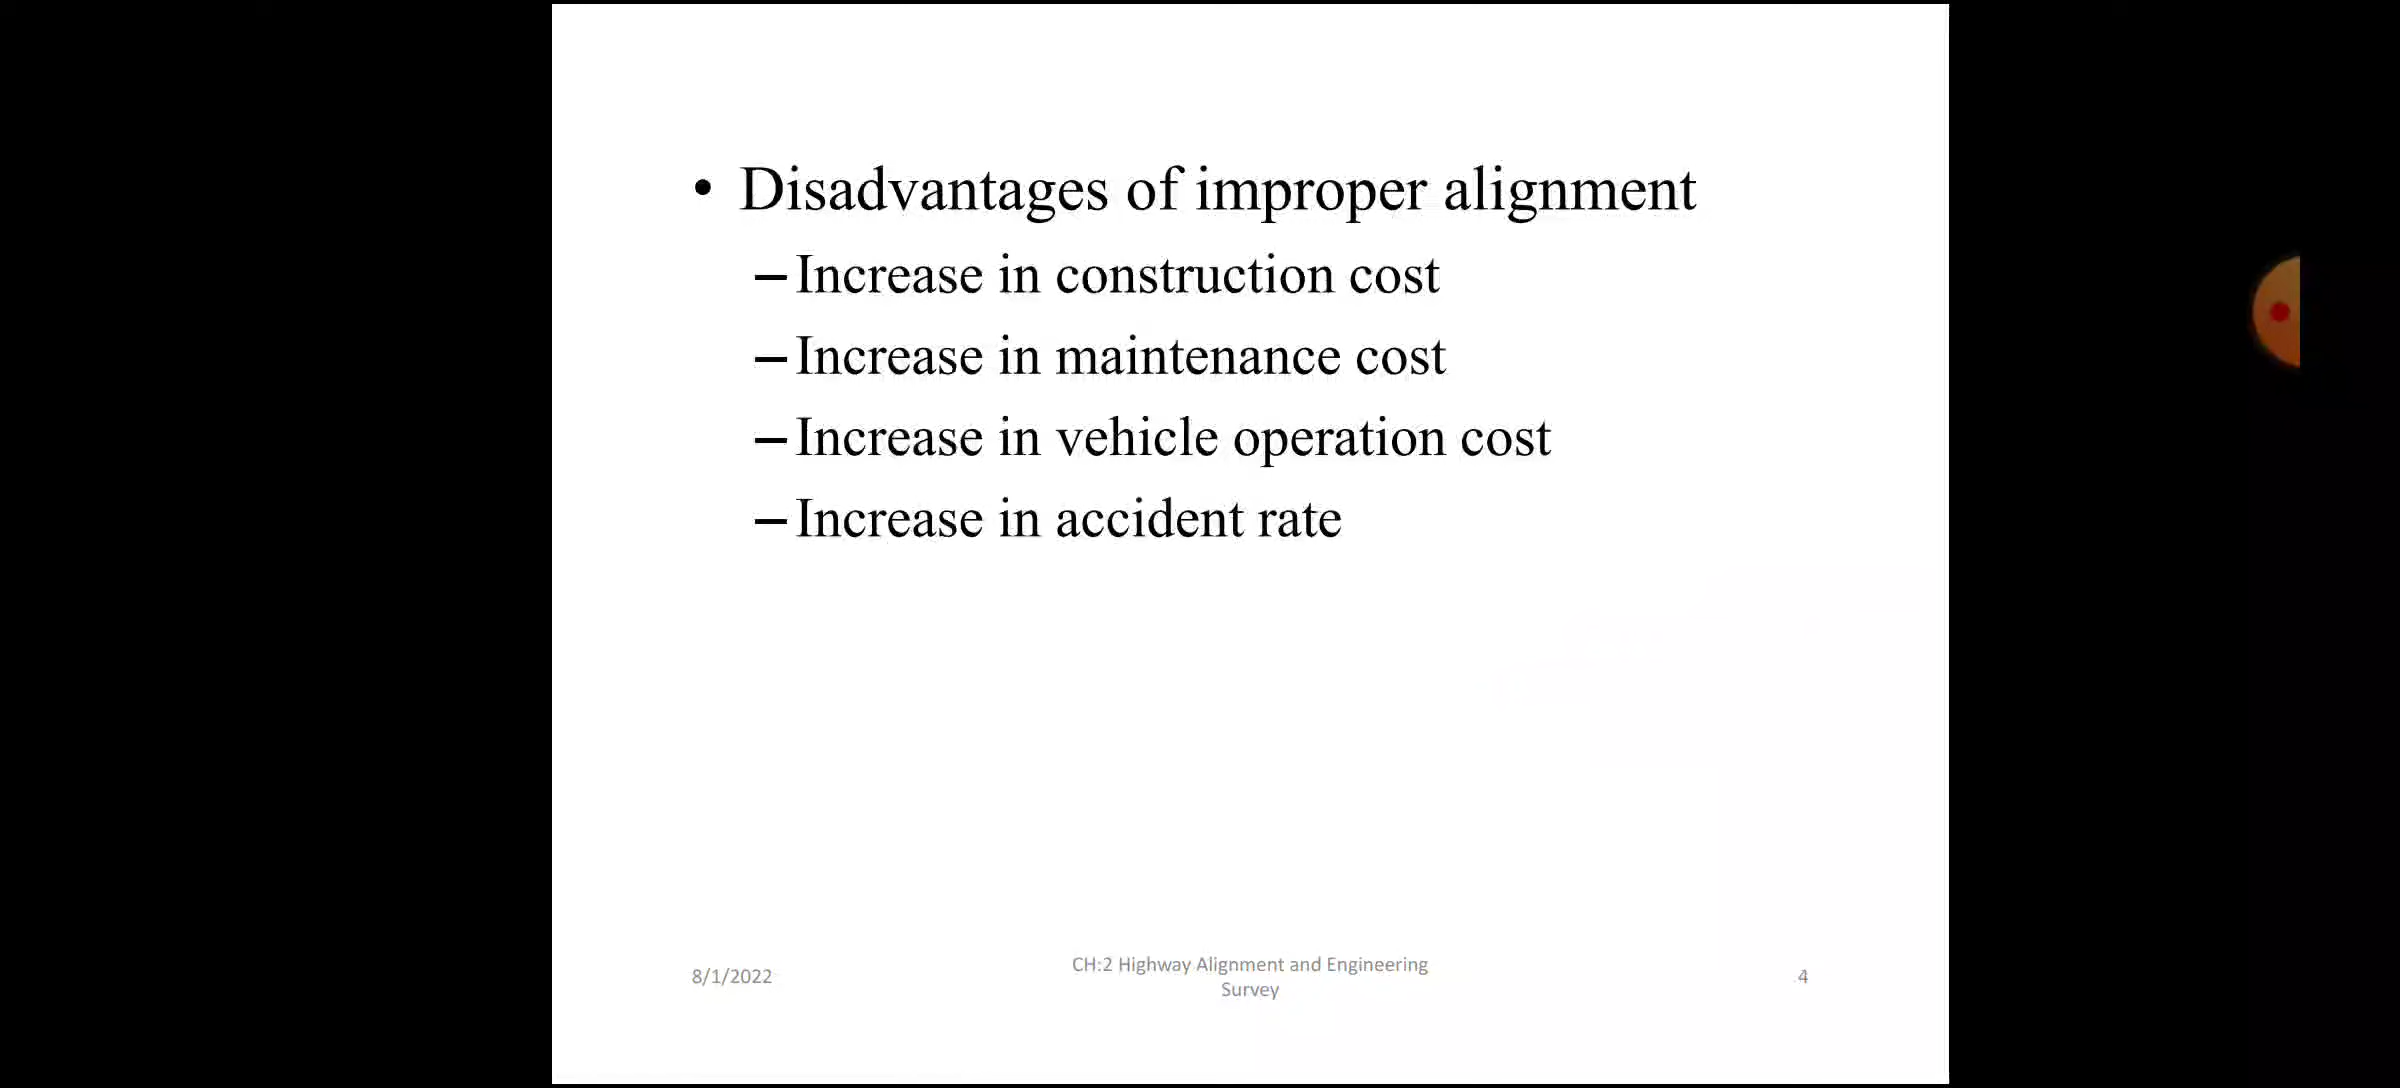 • Disadvantages of improper alignment
–Increase in construction cost
–Increase in maintenance cost
–Increase in vehicle operation cost
–Increase in accident rate
8/1/2022
CH:2 Highway Alignment and Engineering
Survey
4